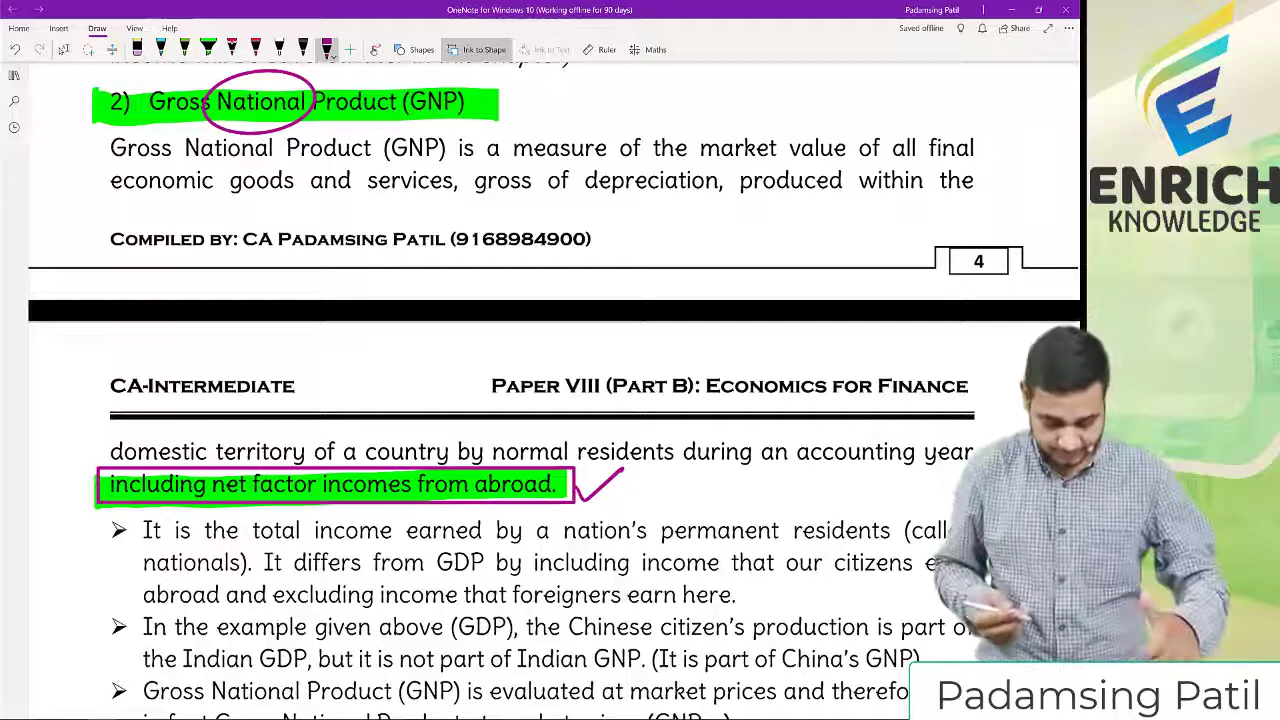 OneNote for Windows 10 (Working offline for 90 days)
Padamsing Patil
Home Insert Draw View Help
Saved offline
Share
Shapes
Ink to Shape
Ink to Text
Ruler
Maths
2) Gross National Product (GNP)
Gross National Product (GNP) is a measure of the market value of all final
economic goods and services, gross of depreciation, produced within the
COMPILED BY: CA PADAMSING PATIL (9168984900)
4
CA-INTERMEDIATE
PAPER VIII (PART B): ECONOMICS FOR FINANCE
domestic territory of a country by normal residents during an accounting year
including net factor incomes from abroad.
➢ It is the total income earned by a nation's permanent residents (calle
nationals). It differs from GDP by including income that our citizens e
abroad and excluding income that foreigners earn here.
➢ In the example given above (GDP), the Chinese citizen's production is part o
the Indian GDP, but it is not part of Indian GNP. (It is part of China's GNP)
➢ Gross National Product (GNP) is evaluated at market prices and therefo
ENRICH
KNOWLEDGE
Padamsing Patil